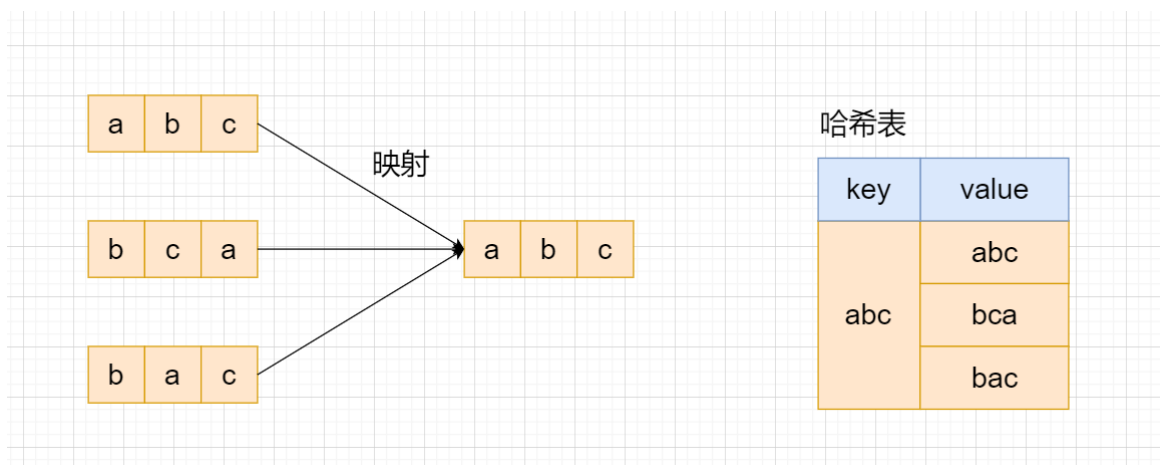 a b c
映射
b c a
a b c
b a c
哈希表
key value
abc
abc
bca
bac